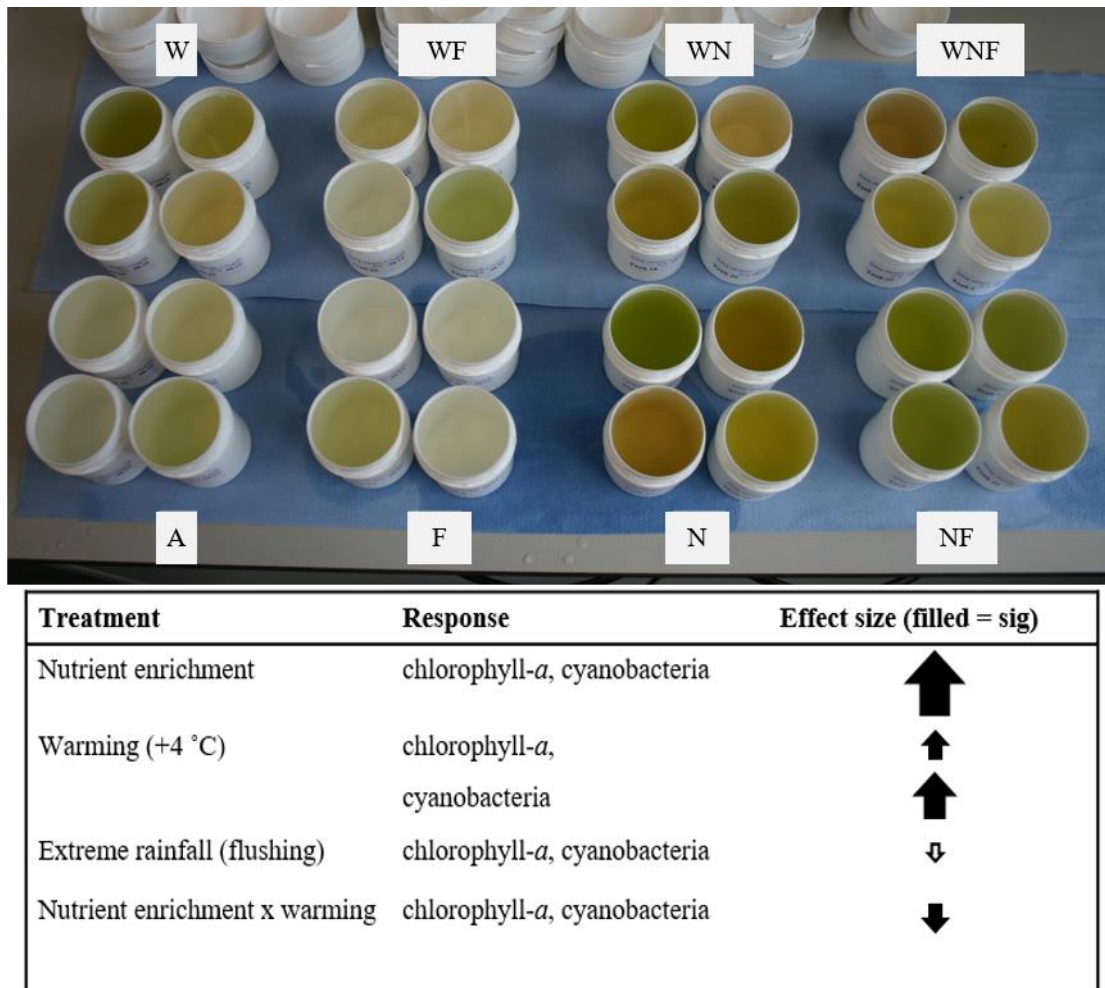 W WF WN WNF
A F N NF
Treatment Response Effect size (filled = sig)
Nutrient enrichment chlorophyll-a, cyanobacteria
Warming (+4 ˚C) chlorophyll-a,
cyanobacteria
Extreme rainfall (flushing) chlorophyll-a, cyanobacteria
Nutrient enrichment x warming chlorophyll-a, cyanobacteria